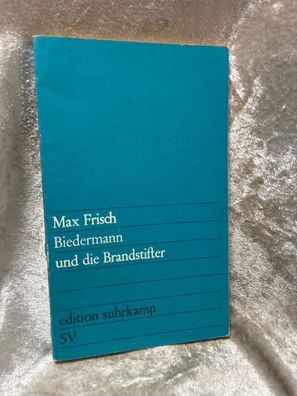 Max Frisch
Biedermann
und die Brandstifter
edition suhrkamp
SV